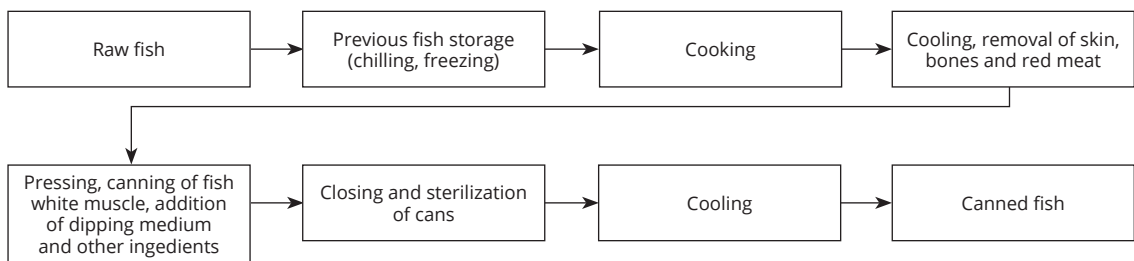 Raw fish
Previous fish storage
(chilling, freezing)
Cooking
Cooling, removal of skin,
bones and red meat
Pressing, canning of fish
white muscle, addition
of dipping medium
and other ingedients
Closing and sterilization
of cans
Cooling
Canned fish